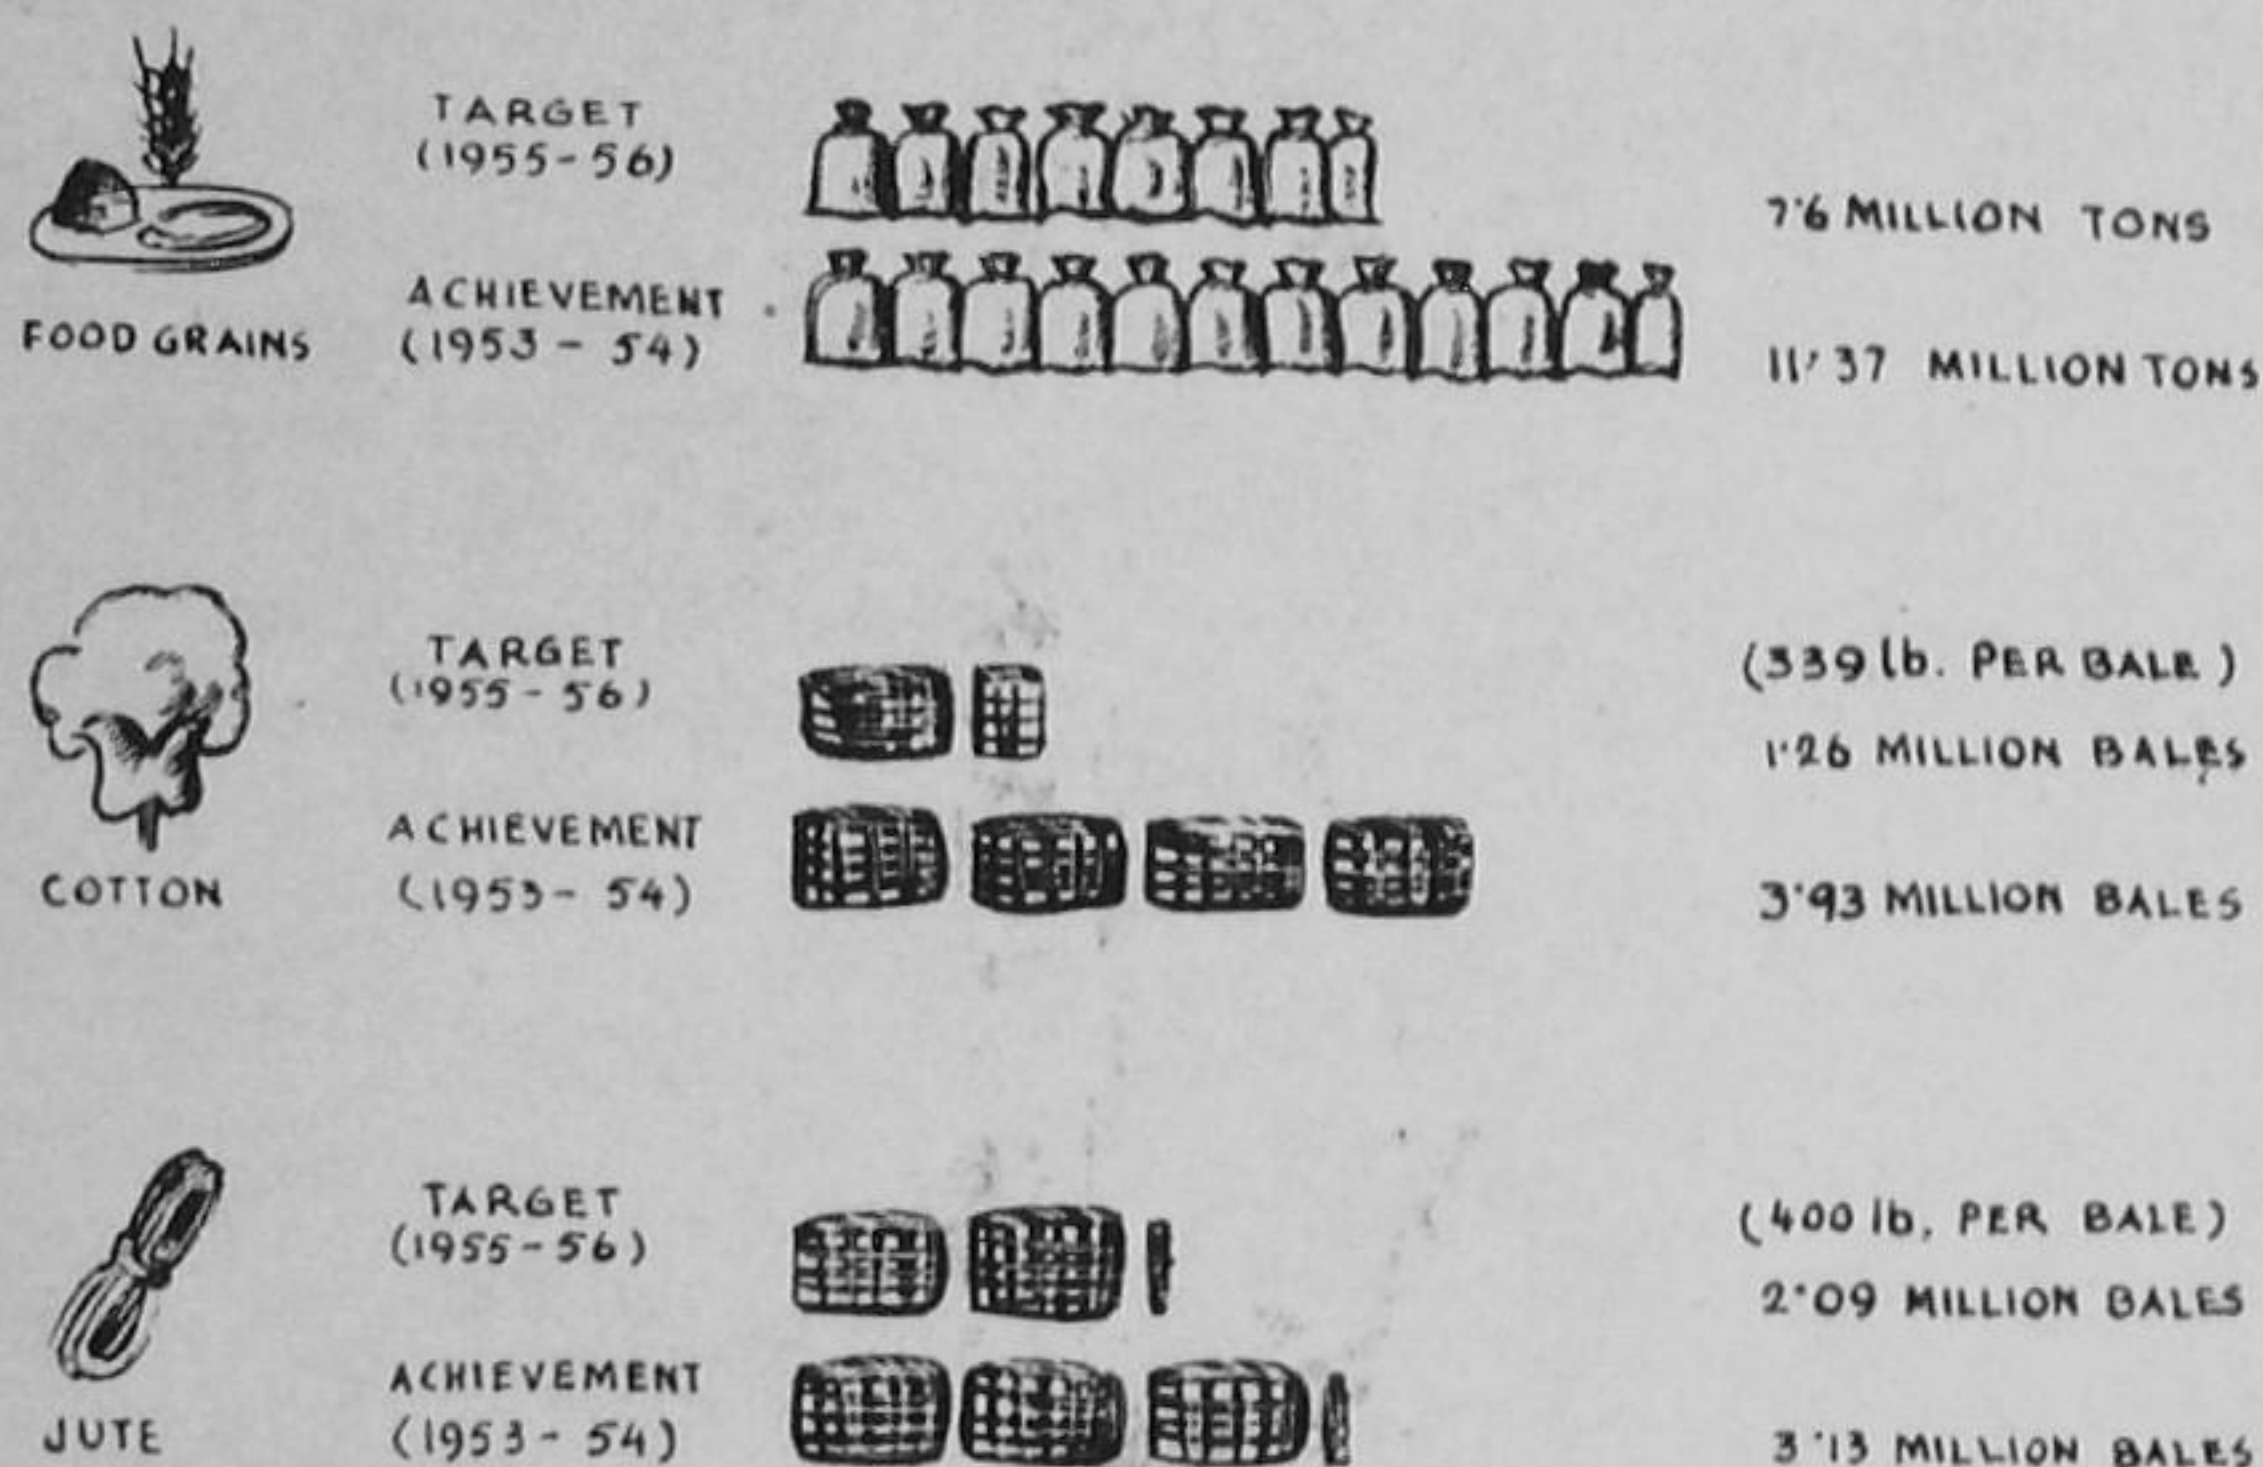 TARGET
(1955-56)
7·6 MILLION TONS
ACHIEVEMENT
(1953-54)
11·37 MILLION TONS
FOOD GRAINS
TARGET
(1955-56)
(339 lb. PER BALE)
1·26 MILLION BALES
ACHIEVEMENT
(1953-54)
3·93 MILLION BALES
COTTON
TARGET
(1955-56)
(400 lb. PER BALE)
2·09 MILLION BALES
ACHIEVEMENT
(1953-54)
3·13 MILLION BALES
JUTE